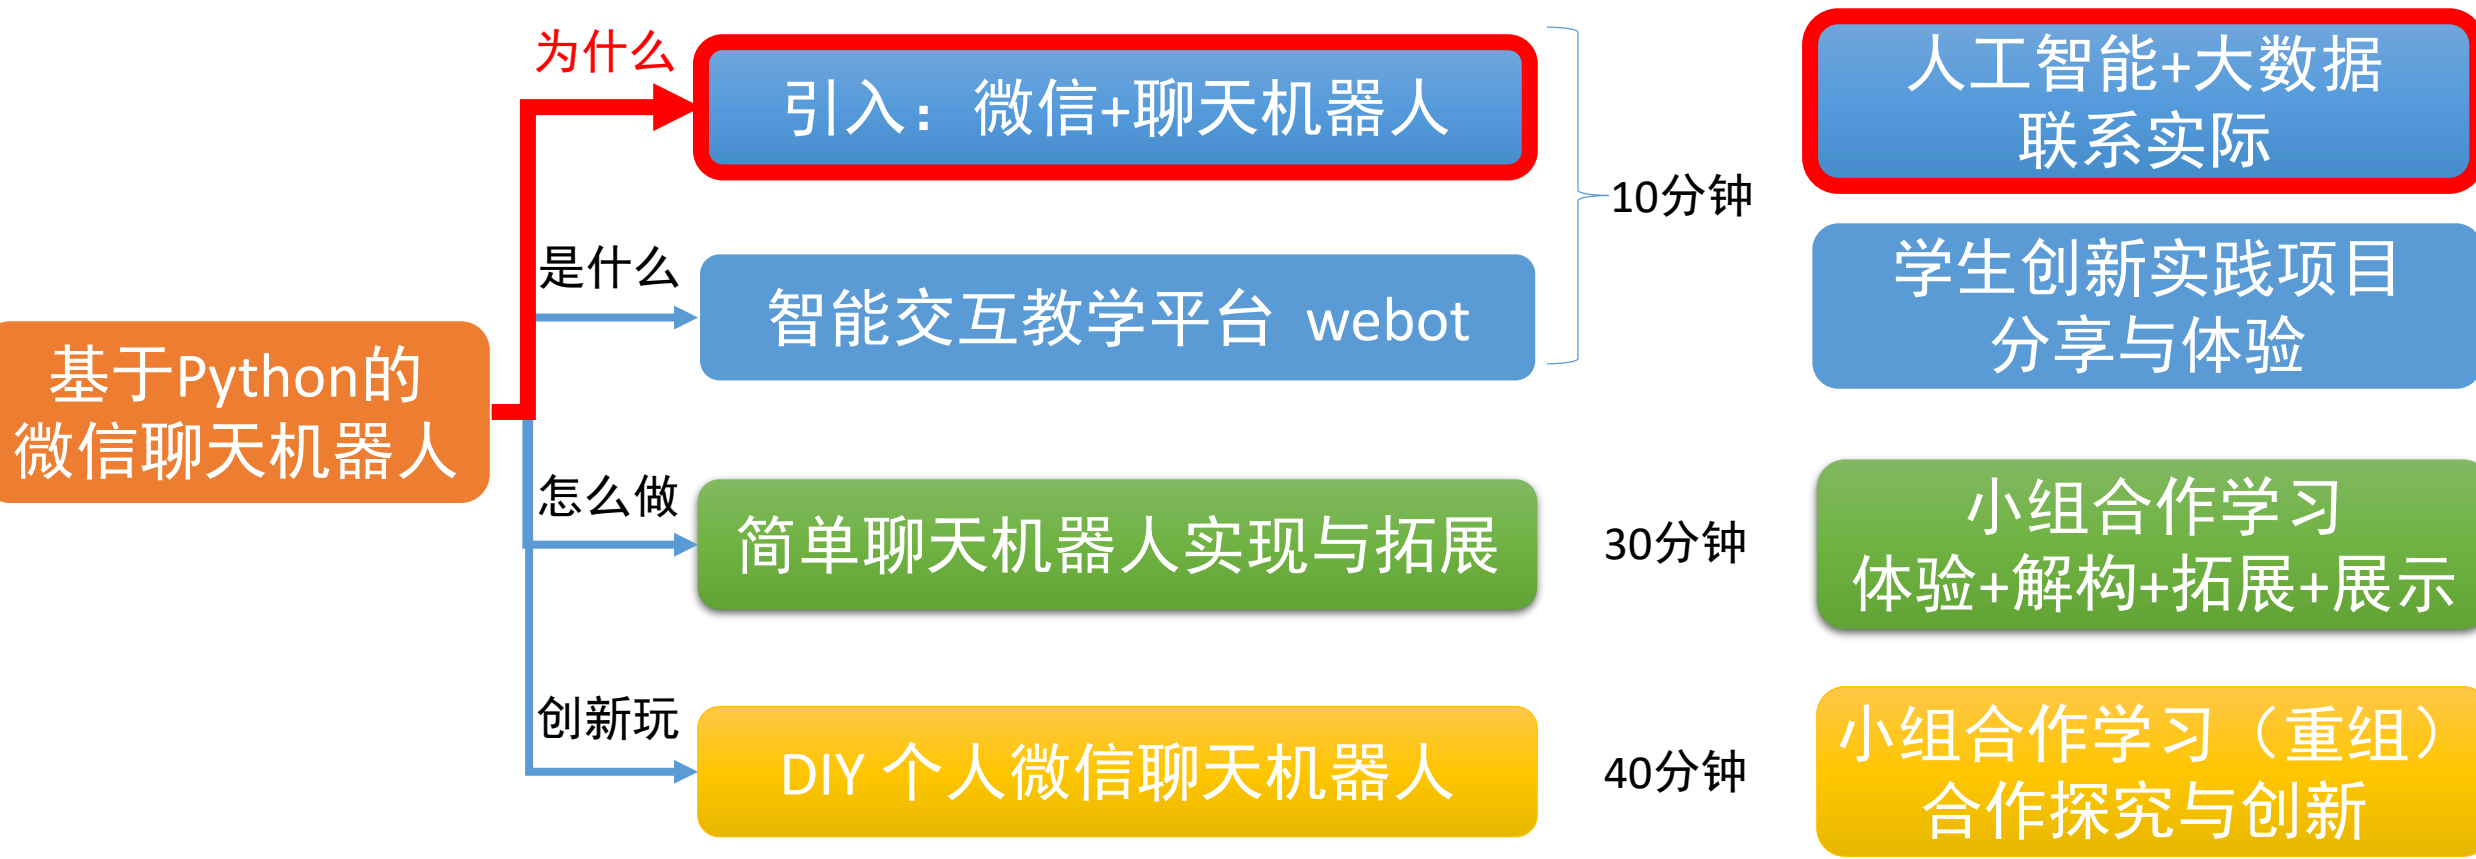 为什么
引入：微信+聊天机器人
人工智能+大数据
联系实际
10分钟
是什么
智能交互教学平台 webot
学生创新实践项目
分享与体验
基于Python的
微信聊天机器人
怎么做
简单聊天机器人实现与拓展
30分钟
小组合作学习
体验+解构+拓展+展示
创新玩
DIY 个人微信聊天机器人
40分钟
小组合作学习（重组）
合作探究与创新